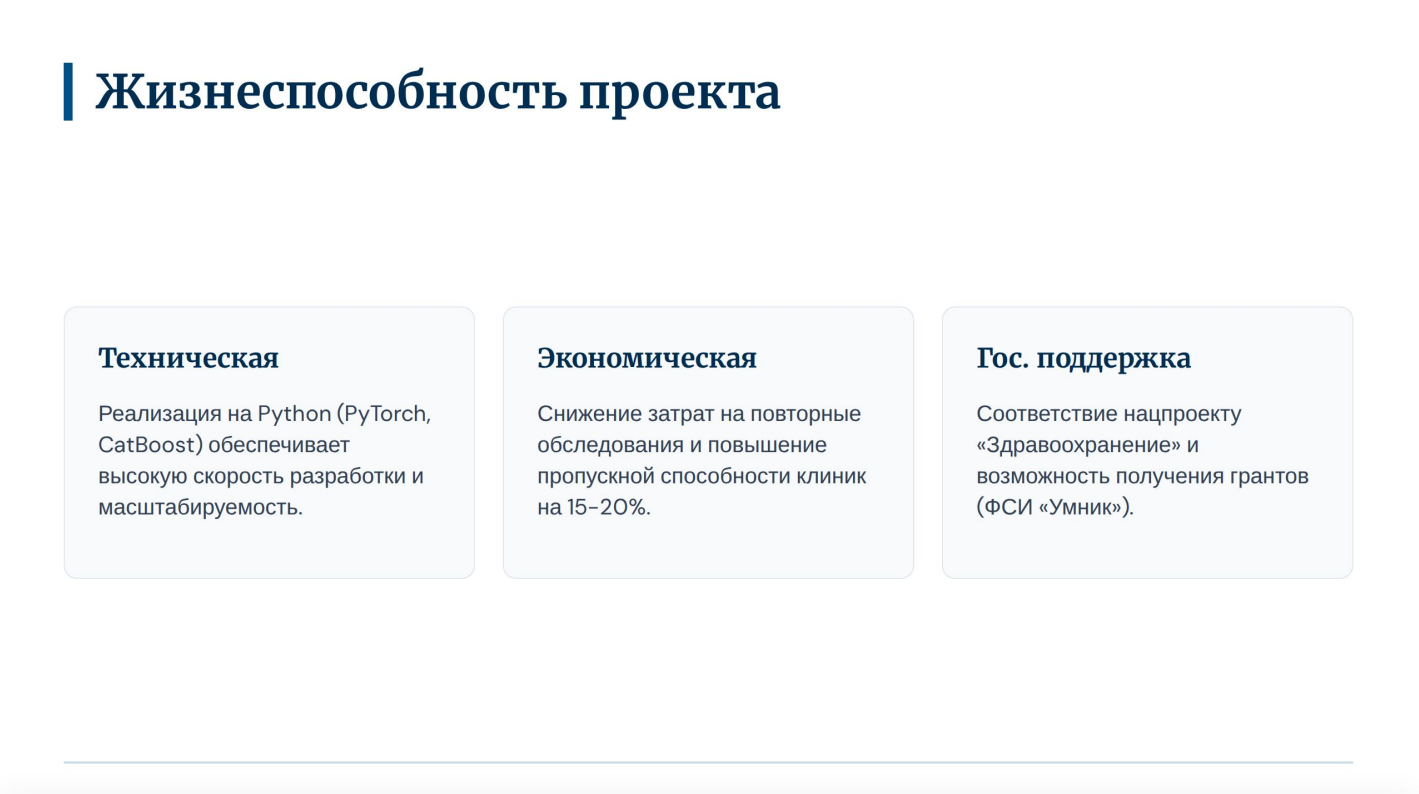 Жизнеспособность проекта
Техническая
Реализация на Python (PyTorch,
CatBoost) обеспечивает
высокую скорость разработки и
масштабируемость.
Экономическая
Снижение затрат на повторные
обследования и повышение
пропускной способности клиник
на 15–20%.
Гос. поддержка
Соответствие нацпроекту
«Здравоохранение» и
возможность получения грантов
(ФСИ «Умник»).